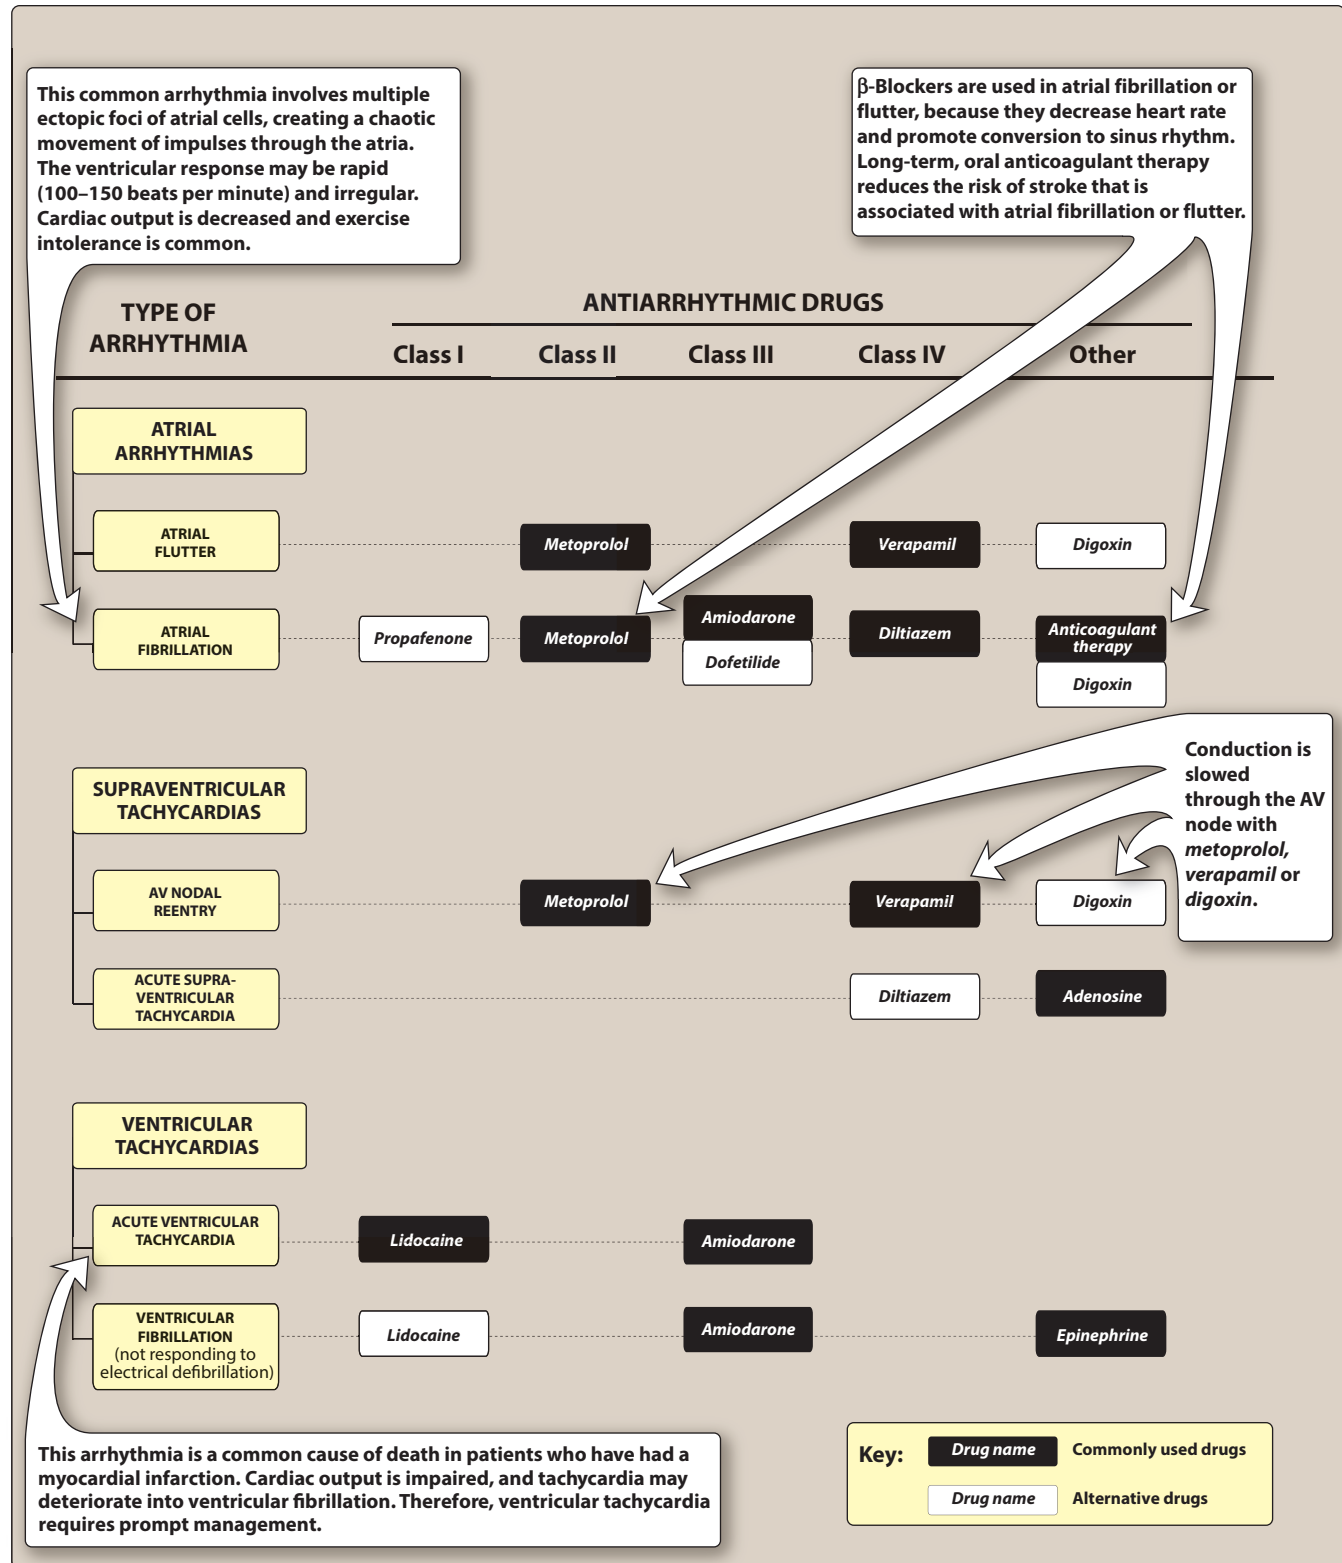 This common arrhythmia involves multiple
ectopic foci of atrial cells, creating a chaotic
movement of impulses through the atria.
The ventricular response may be rapid
(100–150 beats per minute) and irregular.
Cardiac output is decreased and exercise
intolerance is common.
β-Blockers are used in atrial fibrillation or
flutter, because they decrease heart rate
and promote conversion to sinus rhythm.
Long-term, oral anticoagulant therapy
reduces the risk of stroke that is
associated with atrial fibrillation or flutter.
TYPE OF
ARRHYTHMIA
ANTIARRHYTHMIC DRUGS
Class I Class II Class III Class IV Other
ATRIAL
ARRHYTHMIAS
ATRIAL
FLUTTER
Metoprolol Verapamil Digoxin
ATRIAL
FIBRILLATION
Propafenone Metoprolol Amiodarone Diltiazem Anticoagulant
therapy
Dofetilide
Digoxin
Conduction is
slowed
through the AV
node with
metoprolol,
verapamil or
digoxin.
SUPRAVENTRICULAR
TACHYCARDIAS
AV NODAL
REENTRY
Metoprolol Verapamil Digoxin
ACUTE SUPRA-
VENTRICULAR
TACHYCARDIA
Diltiazem Adenosine
VENTRICULAR
TACHYCARDIAS
ACUTE VENTRICULAR
TACHYCARDIA
Lidocaine Amiodarone
VENTRICULAR
FIBRILLATION
(not responding to
electrical defibrillation)
Lidocaine Amiodarone Epinephrine
This arrhythmia is a common cause of death in patients who have had a
myocardial infarction. Cardiac output is impaired, and tachycardia may
deteriorate into ventricular fibrillation. Therefore, ventricular tachycardia
requires prompt management.
Key: Drug name Commonly used drugs
Drug name Alternative drugs